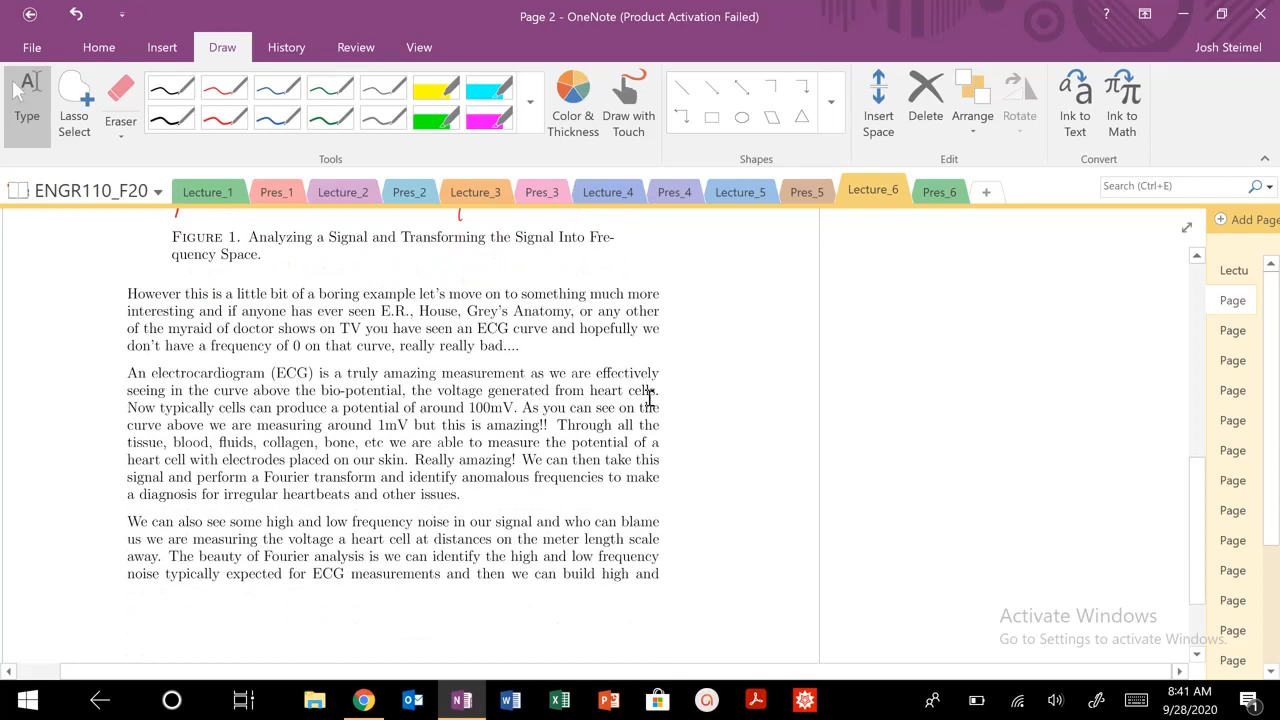 Page 2 - OneNote (Product Activation Failed)
?
File Home Insert Draw History Review View Josh Steimel
Type
Lasso Select
Eraser
Color & Thickness
Draw with Touch
Insert Space
Delete
Arrange
Rotate
Ink to Text
Ink to Math
Tools Shapes Edit Convert
ENGR110_F20 Lecture_1 Pres_1 Lecture_2 Pres_2 Lecture_3 Pres_3 Lecture_4 Pres_4 Lecture_5 Pres_5 Lecture_6 Pres_6 + Search (Ctrl+E)
Add Page
Lectu
Page
Page
Page
Page
Page
Page
Page
Page
Page
Page
Page
Page
Page
FIGURE 1. Analyzing a Signal and Transforming the Signal Into Fre-
quency Space.
However this is a little bit of a boring example let's move on to something much more
interesting and if anyone has ever seen E.R., House, Grey's Anatomy, or any other
of the myraid of doctor shows on TV you have seen an ECG curve and hopefully we
don't have a frequency of 0 on that curve, really really bad....
An electrocardiogram (ECG) is a truly amazing measurement as we are effectively
seeing in the curve above the bio-potential, the voltage generated from heart cells.
Now typically cells can produce a potential of around 100mV. As you can see on the
curve above we are measuring around 1mV but this is amazing!! Through all the
tissue, blood, fluids, collagen, bone, etc we are able to measure the potential of a
heart cell with electrodes placed on our skin. Really amazing! We can then take this
signal and perform a Fourier transform and identify anomalous frequencies to make
a diagnosis for irregular heartbeats and other issues.
We can also see some high and low frequency noise in our signal and who can blame
us we are measuring the voltage a heart cell at distances on the meter length scale
away. The beauty of Fourier analysis is we can identify the high and low frequency
noise typically expected for ECG measurements and then we can build high and
Activate Windows
Go to Settings to activate Windows.
8:41 AM
9/28/2020